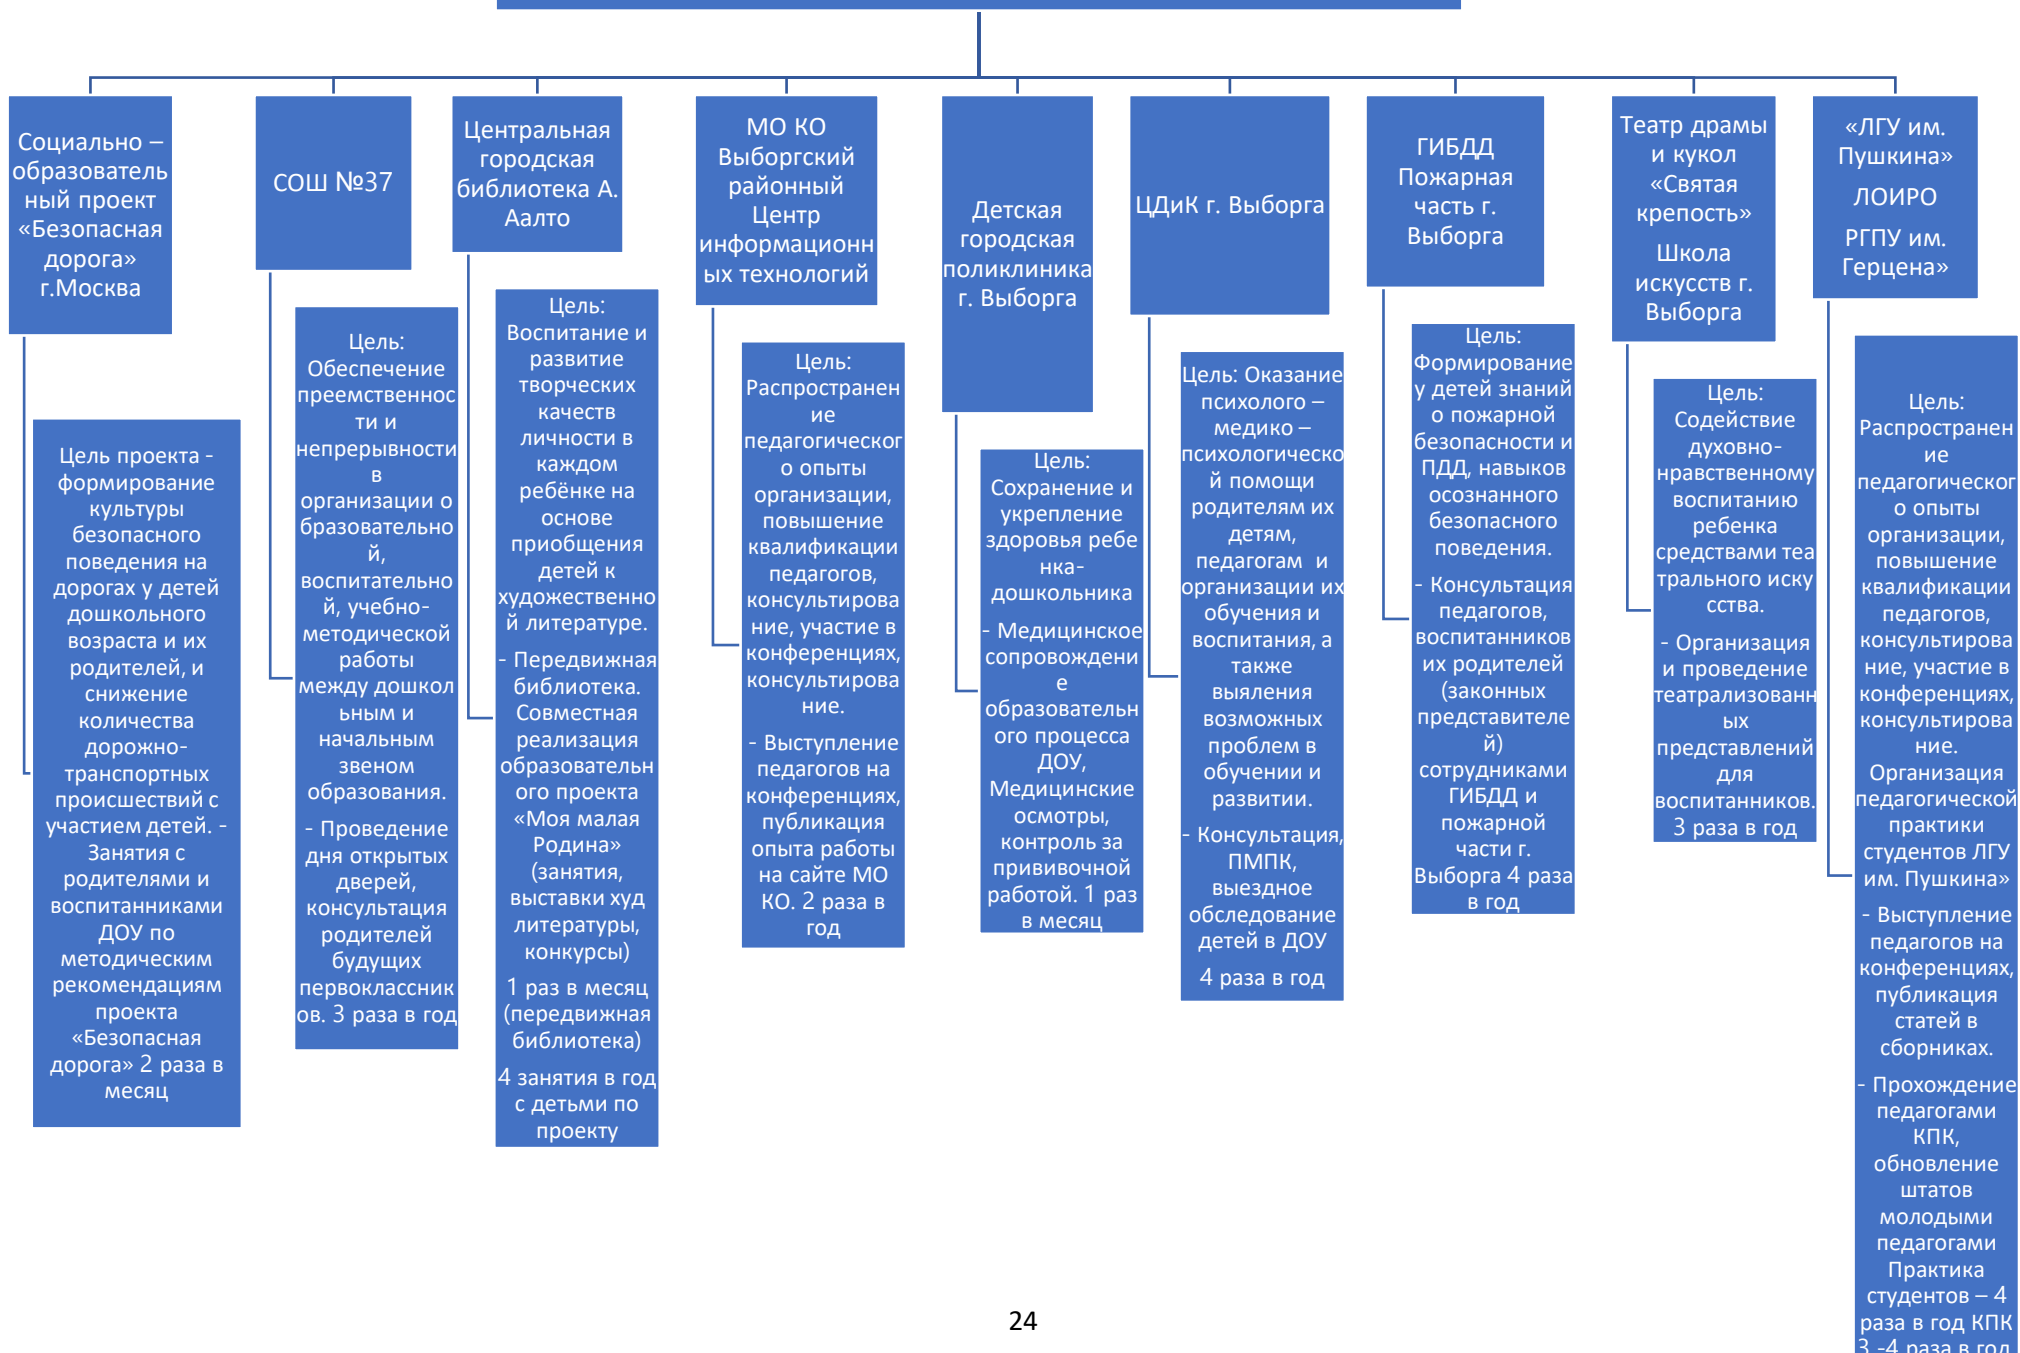 Социально –
образователь
ный проект
«Безопасная
дорога»
г.Москва
Цель проекта -
формирование
культуры
безопасного
поведения на
дорогах у детей
дошкольного
возраста и их
родителей, и
снижение
количества
дорожно-
транспортных
происшествий с
участием детей. -
Занятия с
родителями и
воспитанниками
ДОУ по
методическим
рекомендациям
проекта
«Безопасная
дорога» 2 раза в
месяц
СОШ №37
Цель:
Обеспечение
преемственнос
ти и
непрерывности
в
организации о
бразовательно
й,
воспитательно
й, учебно-
методической
работы
между дошкол
ьным и
начальным
звеном
образования.
- Проведение
дня открытых
дверей,
консультация
родителей
будущих
первоклассник
ов. 3 раза в год
Центральная
городская
библиотека А.
Аалто
Цель:
Воспитание и
развитие
творческих
качеств
личности в
каждом
ребёнке на
основе
приобщения
детей к
художественно
й литературе.
- Передвижная
библиотека.
Совместная
реализация
образовательн
ого проекта
«Моя малая
Родина»
(занятия,
выставки худ
литературы,
конкурсы)
1 раз в месяц
(передвижная
библиотека)
4 занятия в год
с детьми по
проекту
МО КО
Выборгский
районный
Центр
информационн
ых технологий
Цель:
Распространен
ие
педагогическог
о опыты
организации,
повышение
квалификации
педагогов,
консультирова
ние, участие в
конференциях,
консультирова
ние.
- Выступление
педагогов на
конференциях,
публикация
опыта работы
на сайте МО
КО. 2 раза в
год
Детская
городская
поликлиника
г. Выборга
Цель:
Сохранение и
укрепление
здоровья ребе
нка-
дошкольника
- Медицинское
сопровождени
е
образовательн
ого процесса
ДОУ,
Медицинские
осмотры,
контроль за
прививочной
работой. 1 раз
в месяц
ЦДиК г. Выборга
Цель: Оказание
психолого –
медико –
психологическо
й помощи
родителям их
детям,
педагогам и
организации их
обучения и
воспитания, а
также
выяления
возможных
проблем в
обучении и
развитии.
- Консультация,
ПМПК,
выездное
обследование
детей в ДОУ
4 раза в год
ГИБДД
Пожарная
часть г.
Выборга
Цель:
Формирование
у детей знаний
о пожарной
безопасности и
ПДД, навыков
осознанного
безопасного
поведения.
- Консультация
педагогов,
воспитанников
их родителей
(законных
представителе
й)
сотрудниками
ГИБДД и
пожарной
части г.
Выборга 4 раза
в год
Театр драмы
и кукол
«Святая
крепость»
Школа
искусств г.
Выборга
Цель:
Содействие
духовно-
нравственному
воспитанию
ребенка
средствами теа
трального иску
сства.
- Организация
и проведение
театрализованн
ых
представлений
для
воспитанников.
3 раза в год
«ЛГУ им.
Пушкина»
ЛОИРО
РГПУ им.
Герцена»
Цель:
Распространен
ие
педагогическог
о опыты
организации,
повышение
квалификации
педагогов,
консультирова
ние, участие в
конференциях,
консультирова
ние.
Организация
педагогической
практики
студентов ЛГУ
им. Пушкина»
- Выступление
педагогов на
конференциях,
публикация
статей в
сборниках.
- Прохождение
педагогами
КПК,
обновление
штатов
молодыми
педагогами
Практика
студентов – 4
раза в год КПК
3 -4 раза в год
24